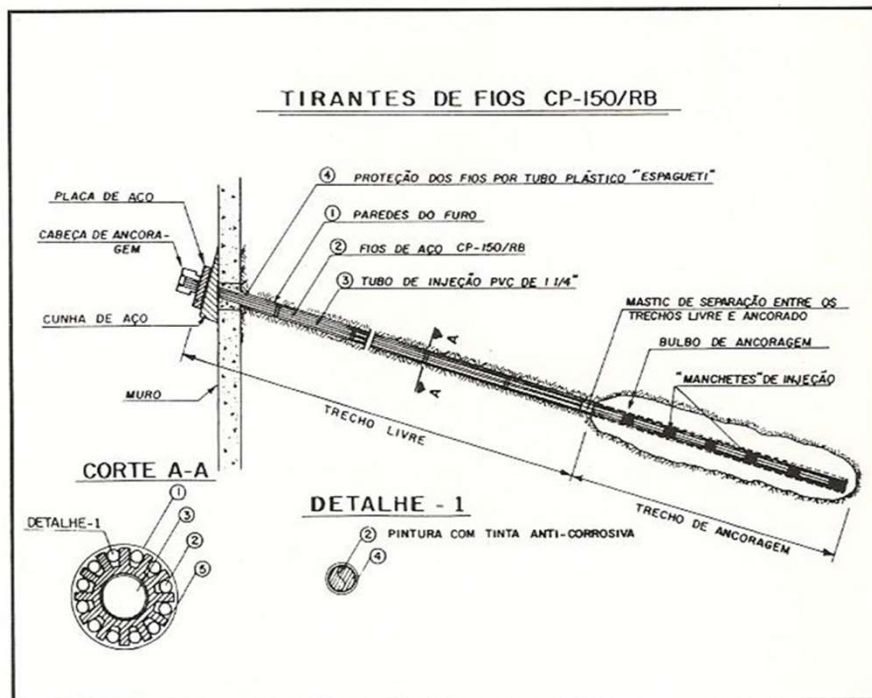 TIRANTES DE FIOS CP-150/RB
④ PROTEÇÃO DOS FIOS POR TUBO PLÁSTICO "ESPAGUETI"
PLACA DE AÇO
① PAREDES DO FURO
CABEÇA DE ANCORA-
GEM
② FIOS DE AÇO CP-150/RB
③ TUBO DE INJEÇÃO PVC DE 1 1/4"
CUNHA DE AÇO
MASTIC DE SEPARAÇÃO ENTRE OS
TRECHOS LIVRE E ANCORADO
A
BULBO DE ANCORAGEM
"MANCHETES" DE INJEÇÃO
A
MURO
TRECHO LIVRE
CORTE A-A
TRECHO DE ANCORAGEM
DETALHE-1
①
③
②
⑤
DETALHE - 1
② PINTURA COM TINTA ANTI-CORROSIVA
④